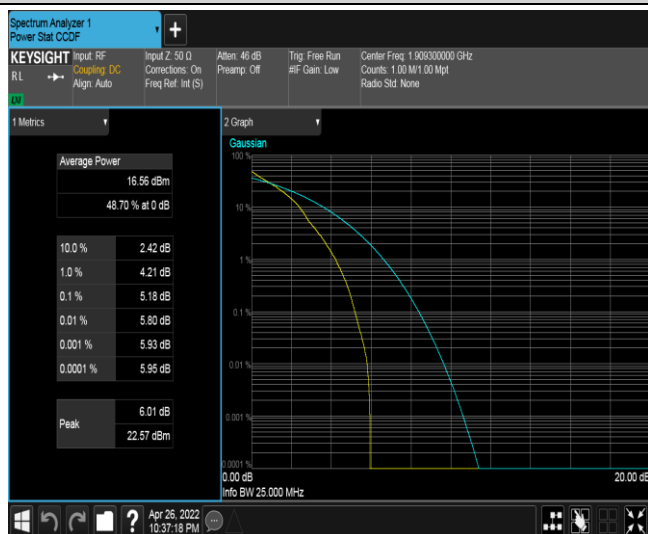 Spectrum Analyzer 1
Power Stat CCDF
+
KEYSIGHT
RL
Input: RF
Coupling: DC
Align: Auto
Input Z: 50 Ω
Corrections: On
Freq Ref: Int (S)
Atten: 46 dB
Preamp: Off
Trig: Free Run
#IF Gain: Low
Center Freq: 1.909300000 GHz
Counts: 1.00 M/1.00 Mpt
Radio Std: None
1 Metrics
Average Power
16.56 dBm
48.70 % at 0 dB
10.0 % 2.42 dB
1.0 % 4.21 dB
0.1 % 5.18 dB
0.01 % 5.80 dB
0.001 % 5.93 dB
0.0001 % 5.95 dB
Peak
6.01 dB
22.57 dBm
2 Graph
Gaussian
100 %
10 %
1 %
0.1 %
0.01 %
0.001 %
0.0001 %
0.00 dB 20.00 dB
Info BW 25.000 MHz
?
Apr 26, 2022
10:37:18 PM